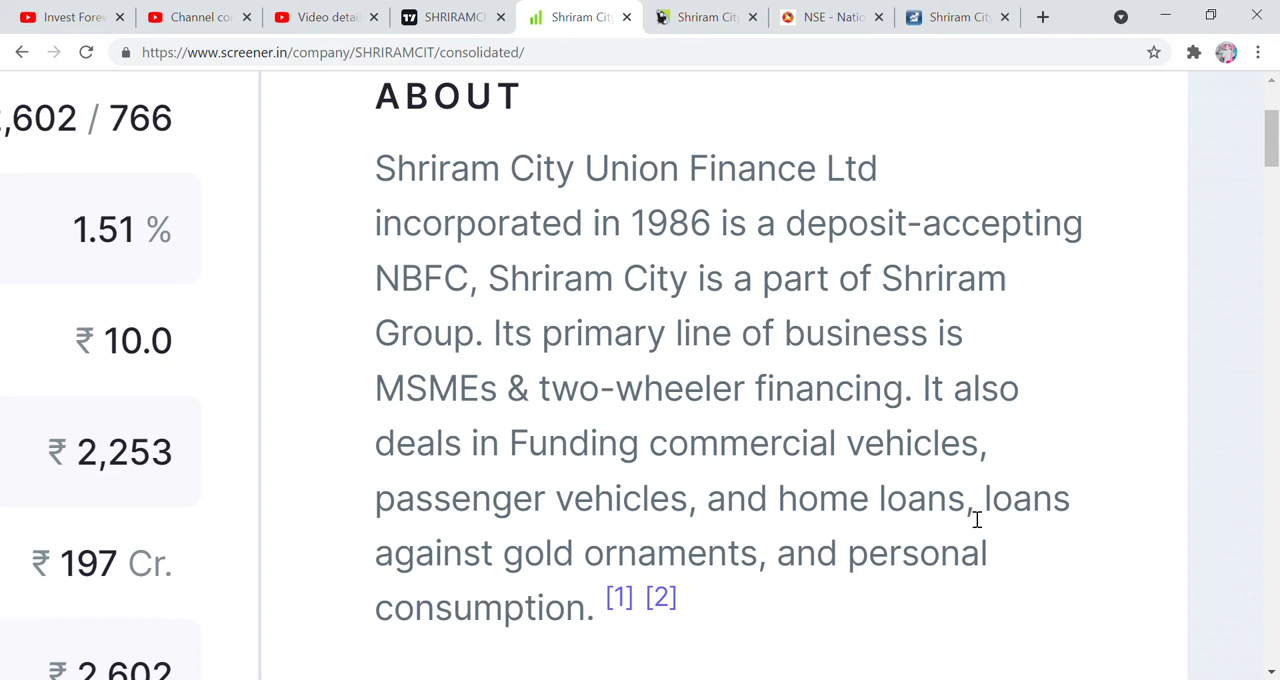 Invest Fore
Channel co
Video detai
SHRIRAMC
Shriram Cit
Shriram Cit
NSE - Natio
Shriram Cit
https://www.screener.in/company/SHRIRAMCIT/consolidated/
,602 / 766
1.51 %
₹ 10.0
₹ 2,253
₹ 197 Cr.
₹ 2,602
ABOUT
Shriram City Union Finance Ltd
incorporated in 1986 is a deposit-accepting
NBFC, Shriram City is a part of Shriram
Group. Its primary line of business is
MSMEs & two-wheeler financing. It also
deals in Funding commercial vehicles,
passenger vehicles, and home loans, loans
against gold ornaments, and personal
consumption. [1] [2]